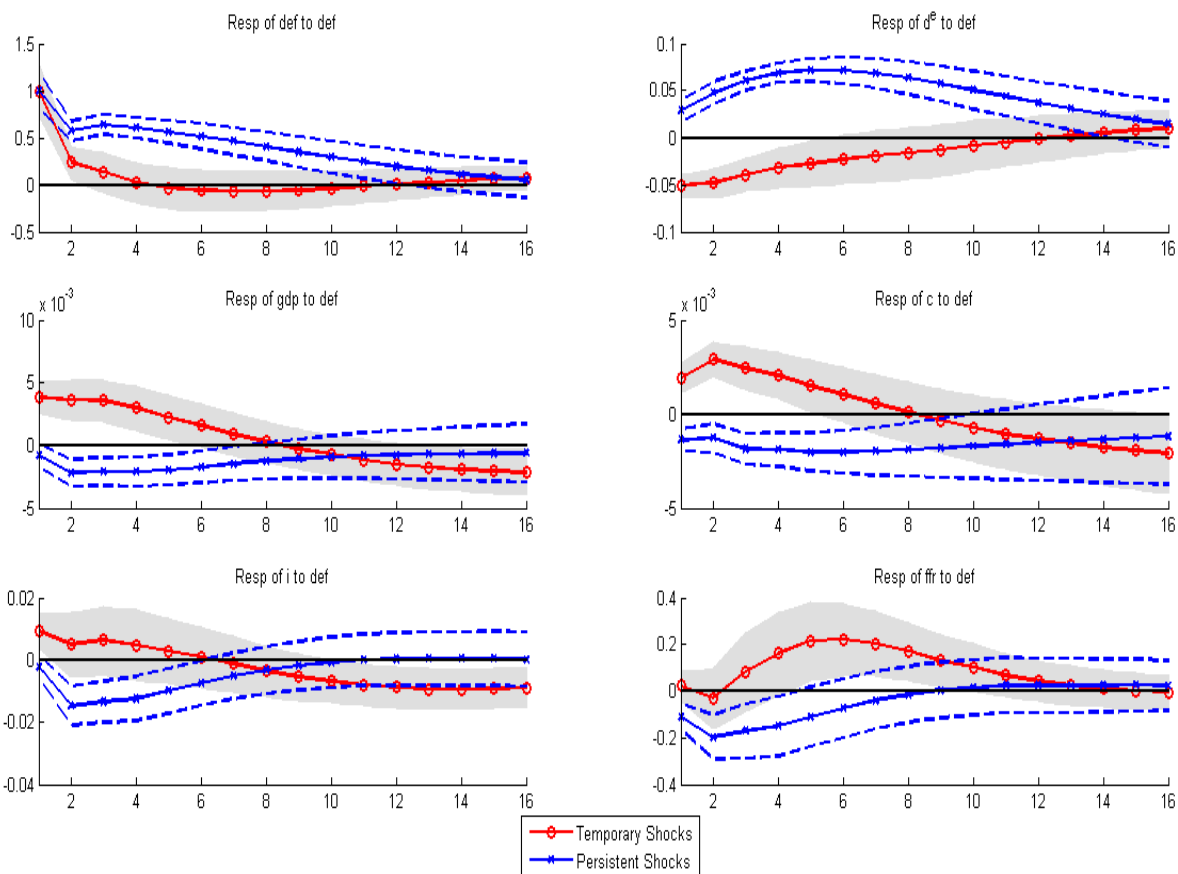 Resp of def to def
1.5
1
0.5
0
-0.5
2 4 6 8 10 12 14 16
Resp of dᵉ to def
0.1
0.05
0
-0.05
-0.1
2 4 6 8 10 12 14 16
Resp of gdp to def
x 10⁻³
10
5
0
-5
2 4 6 8 10 12 14 16
Resp of c to def
x 10⁻³
5
0
-5
2 4 6 8 10 12 14 16
Resp of i to def
0.02
0
-0.02
-0.04
2 4 6 8 10 12 14 16
Resp of ffr to def
0.4
0.2
0
-0.2
-0.4
2 4 6 8 10 12 14 16
Temporary Shocks
Persistent Shocks